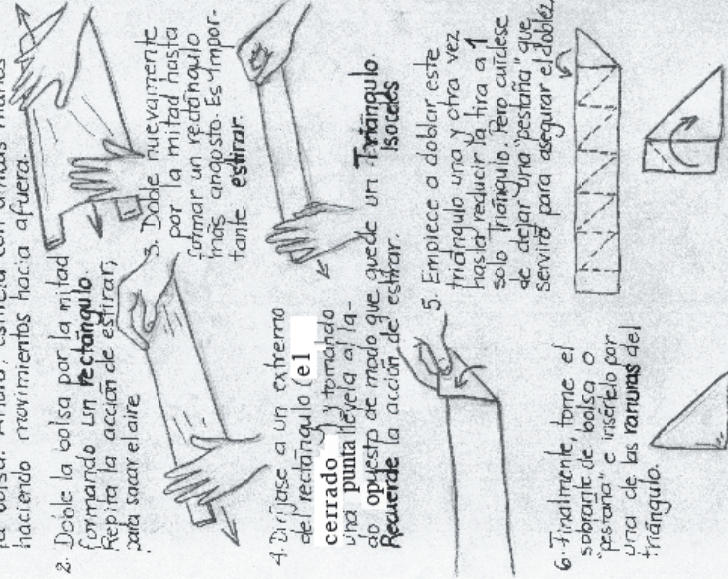 la bolsa. Ahora, estírela con ambas manos
haciendo movimientos hacia afuera.
2. Doble la bolsa por la mitad
formando un rectángulo.
Repita la acción de estirar,
para sacar el aire
3. Doble nuevamente
por la mitad hasta
formar un rectángulo
más angosto. Es impor-
tante estirar.
4. Diríjase a un extremo
del rectángulo (el
cerrado) y tomando
una punta llévela al la-
do opuesto de modo que quede un Triángulo.
Isoceles
Recuerde la acción de estirar.
5. Empiece a doblar este
triángulo una y otra vez
hasta reducir la tira a 1
solo triángulo. Pero cuídese
de dejar una "pestaña" que
servirá para asegurar el doblez.
6. Finalmente, tome el
sobrante de bolsa o
"pestaña" e insértelo por
una de las ranuras del
triángulo.